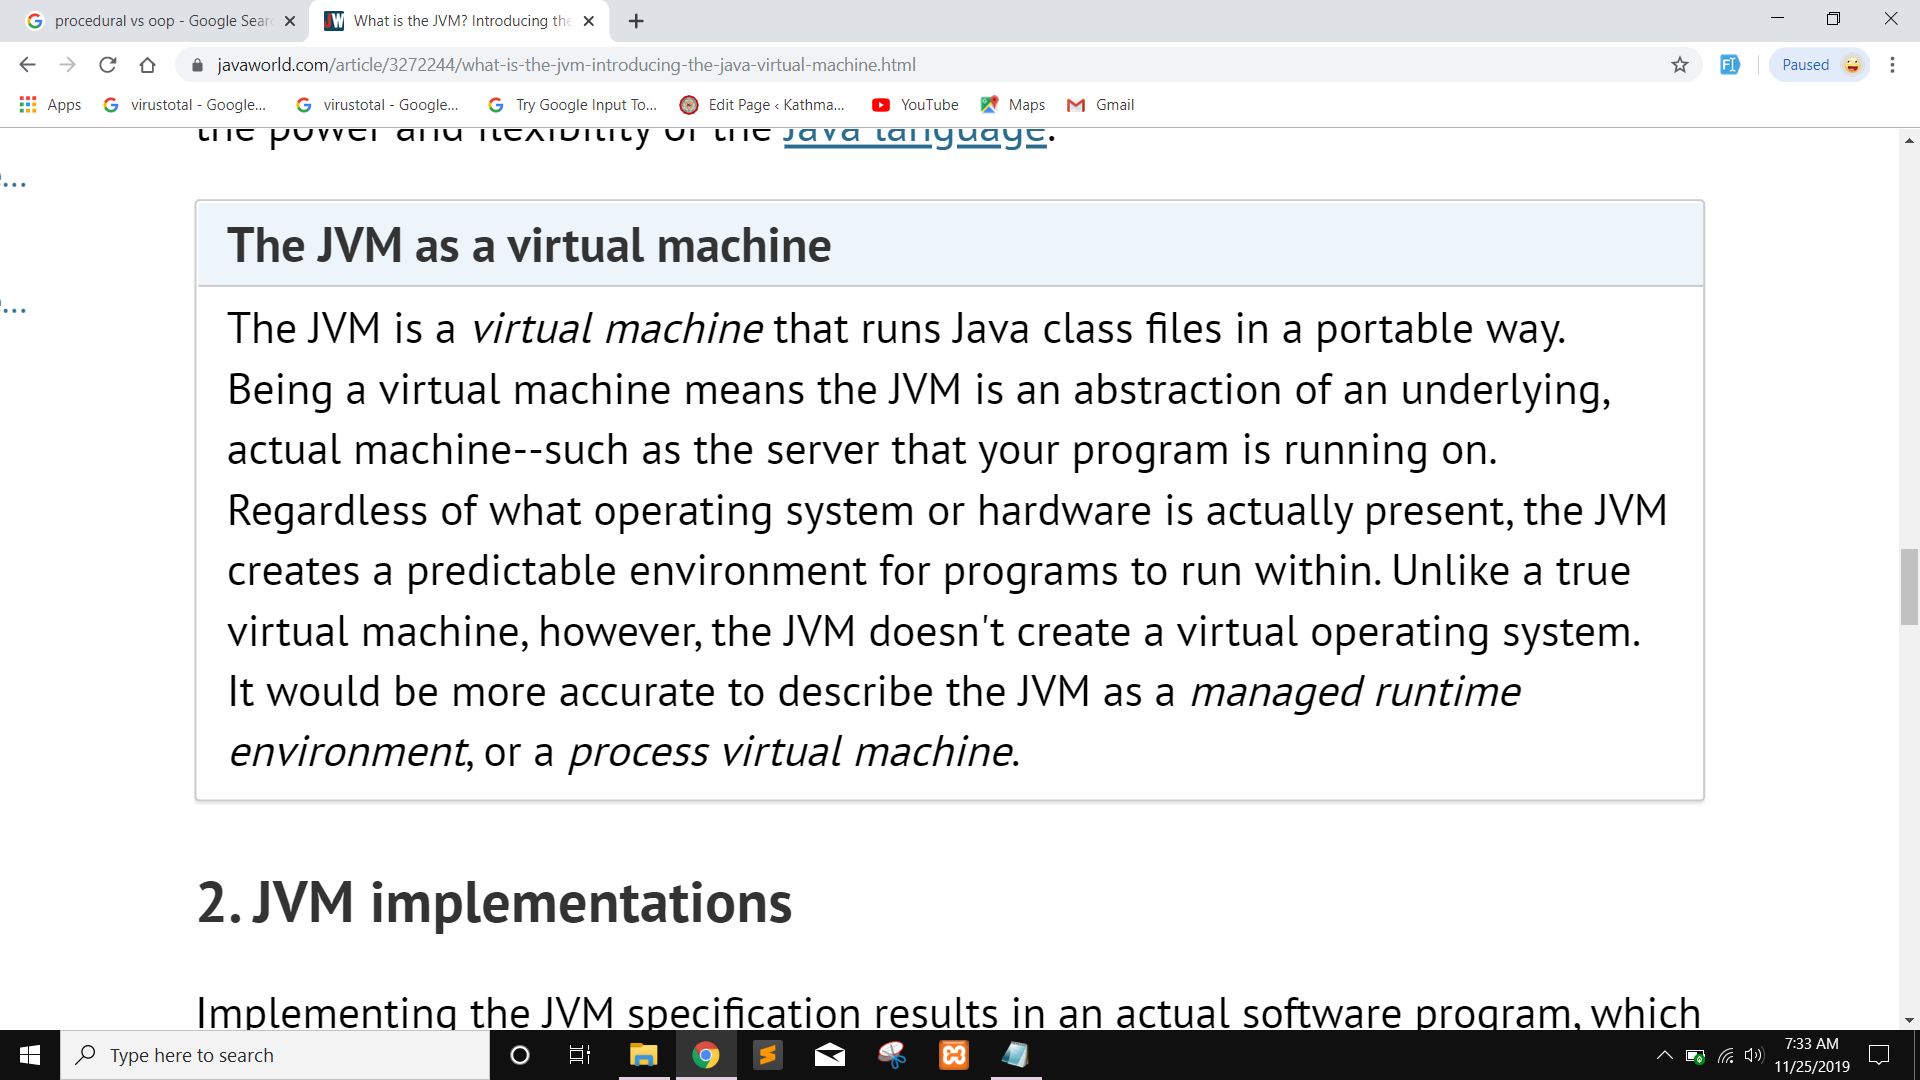 procedural vs oop - Google Sear
What is the JVM? Introducing the
javaworld.com/article/3272244/what-is-the-jvm-introducing-the-java-virtual-machine.html
Paused
Apps
virustotal - Google...
virustotal - Google...
Try Google Input To...
Edit Page ‹ Kathma...
YouTube
Maps
Gmail
the power and flexibility of the Java language.
e...
e...
The JVM as a virtual machine
The JVM is a virtual machine that runs Java class files in a portable way.
Being a virtual machine means the JVM is an abstraction of an underlying,
actual machine--such as the server that your program is running on.
Regardless of what operating system or hardware is actually present, the JVM
creates a predictable environment for programs to run within. Unlike a true
virtual machine, however, the JVM doesn't create a virtual operating system.
It would be more accurate to describe the JVM as a managed runtime
environment, or a process virtual machine.
2. JVM implementations
Implementing the JVM specification results in an actual software program, which
Type here to search
7:33 AM
11/25/2019